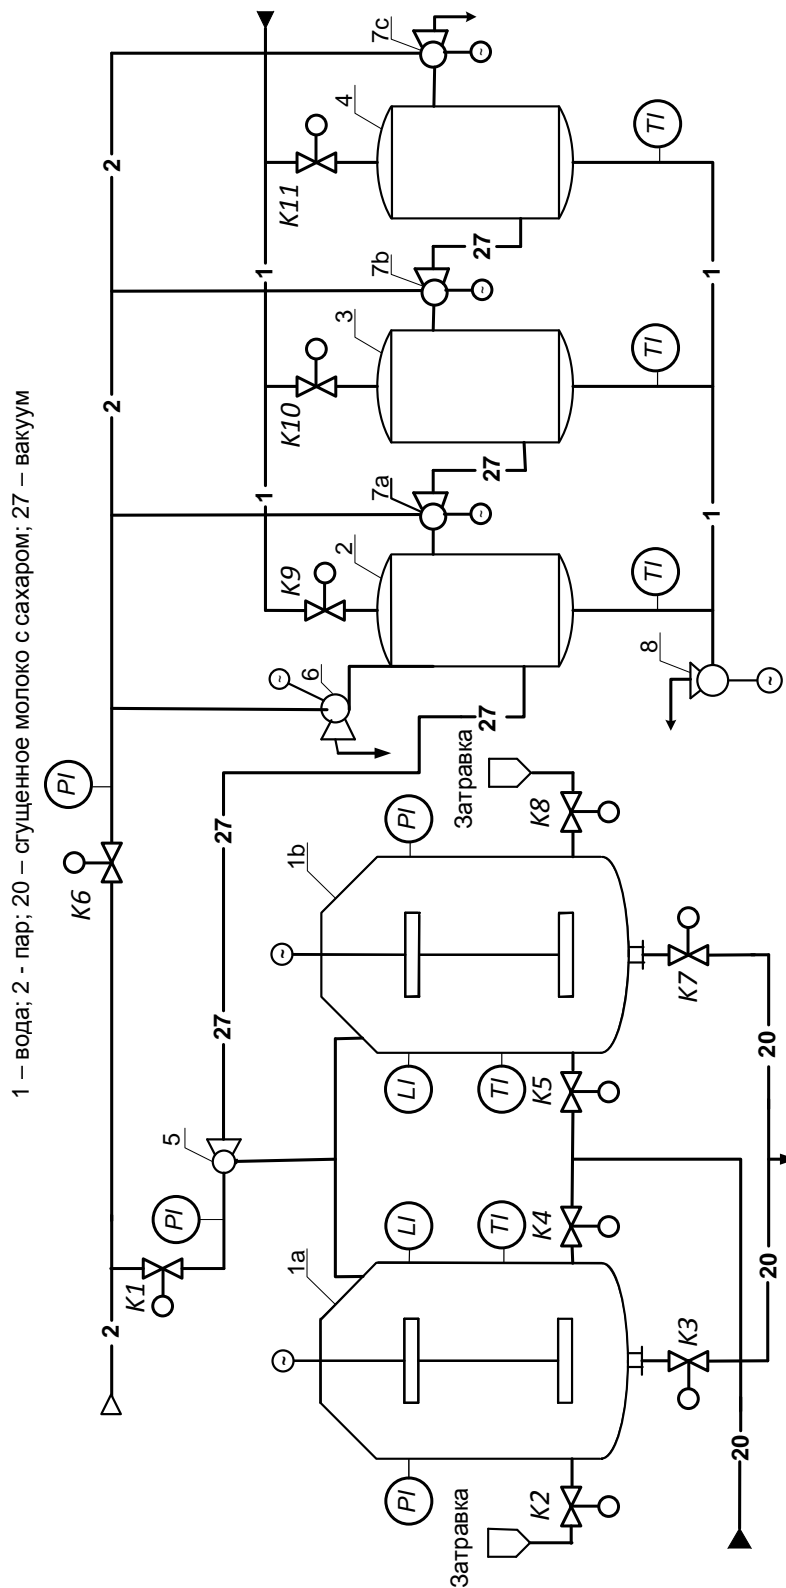 1 – вода; 2 - пар; 20 – сгущенное молоко с сахаром; 27 – вакуум
2
K6
PI
2
2
K1
PI
5
27
27
6
~
K9
1
K10
1
K11
7c
~
1a
~
LI
PI
TI
1b
~
LI
PI
TI
27
2
7a
~
27
3
7b
~
27
4
Затравка
K2
K4
K5
K8
Затравка
K3
K7
20
20
20
TI
TI
TI
8
~
1
1